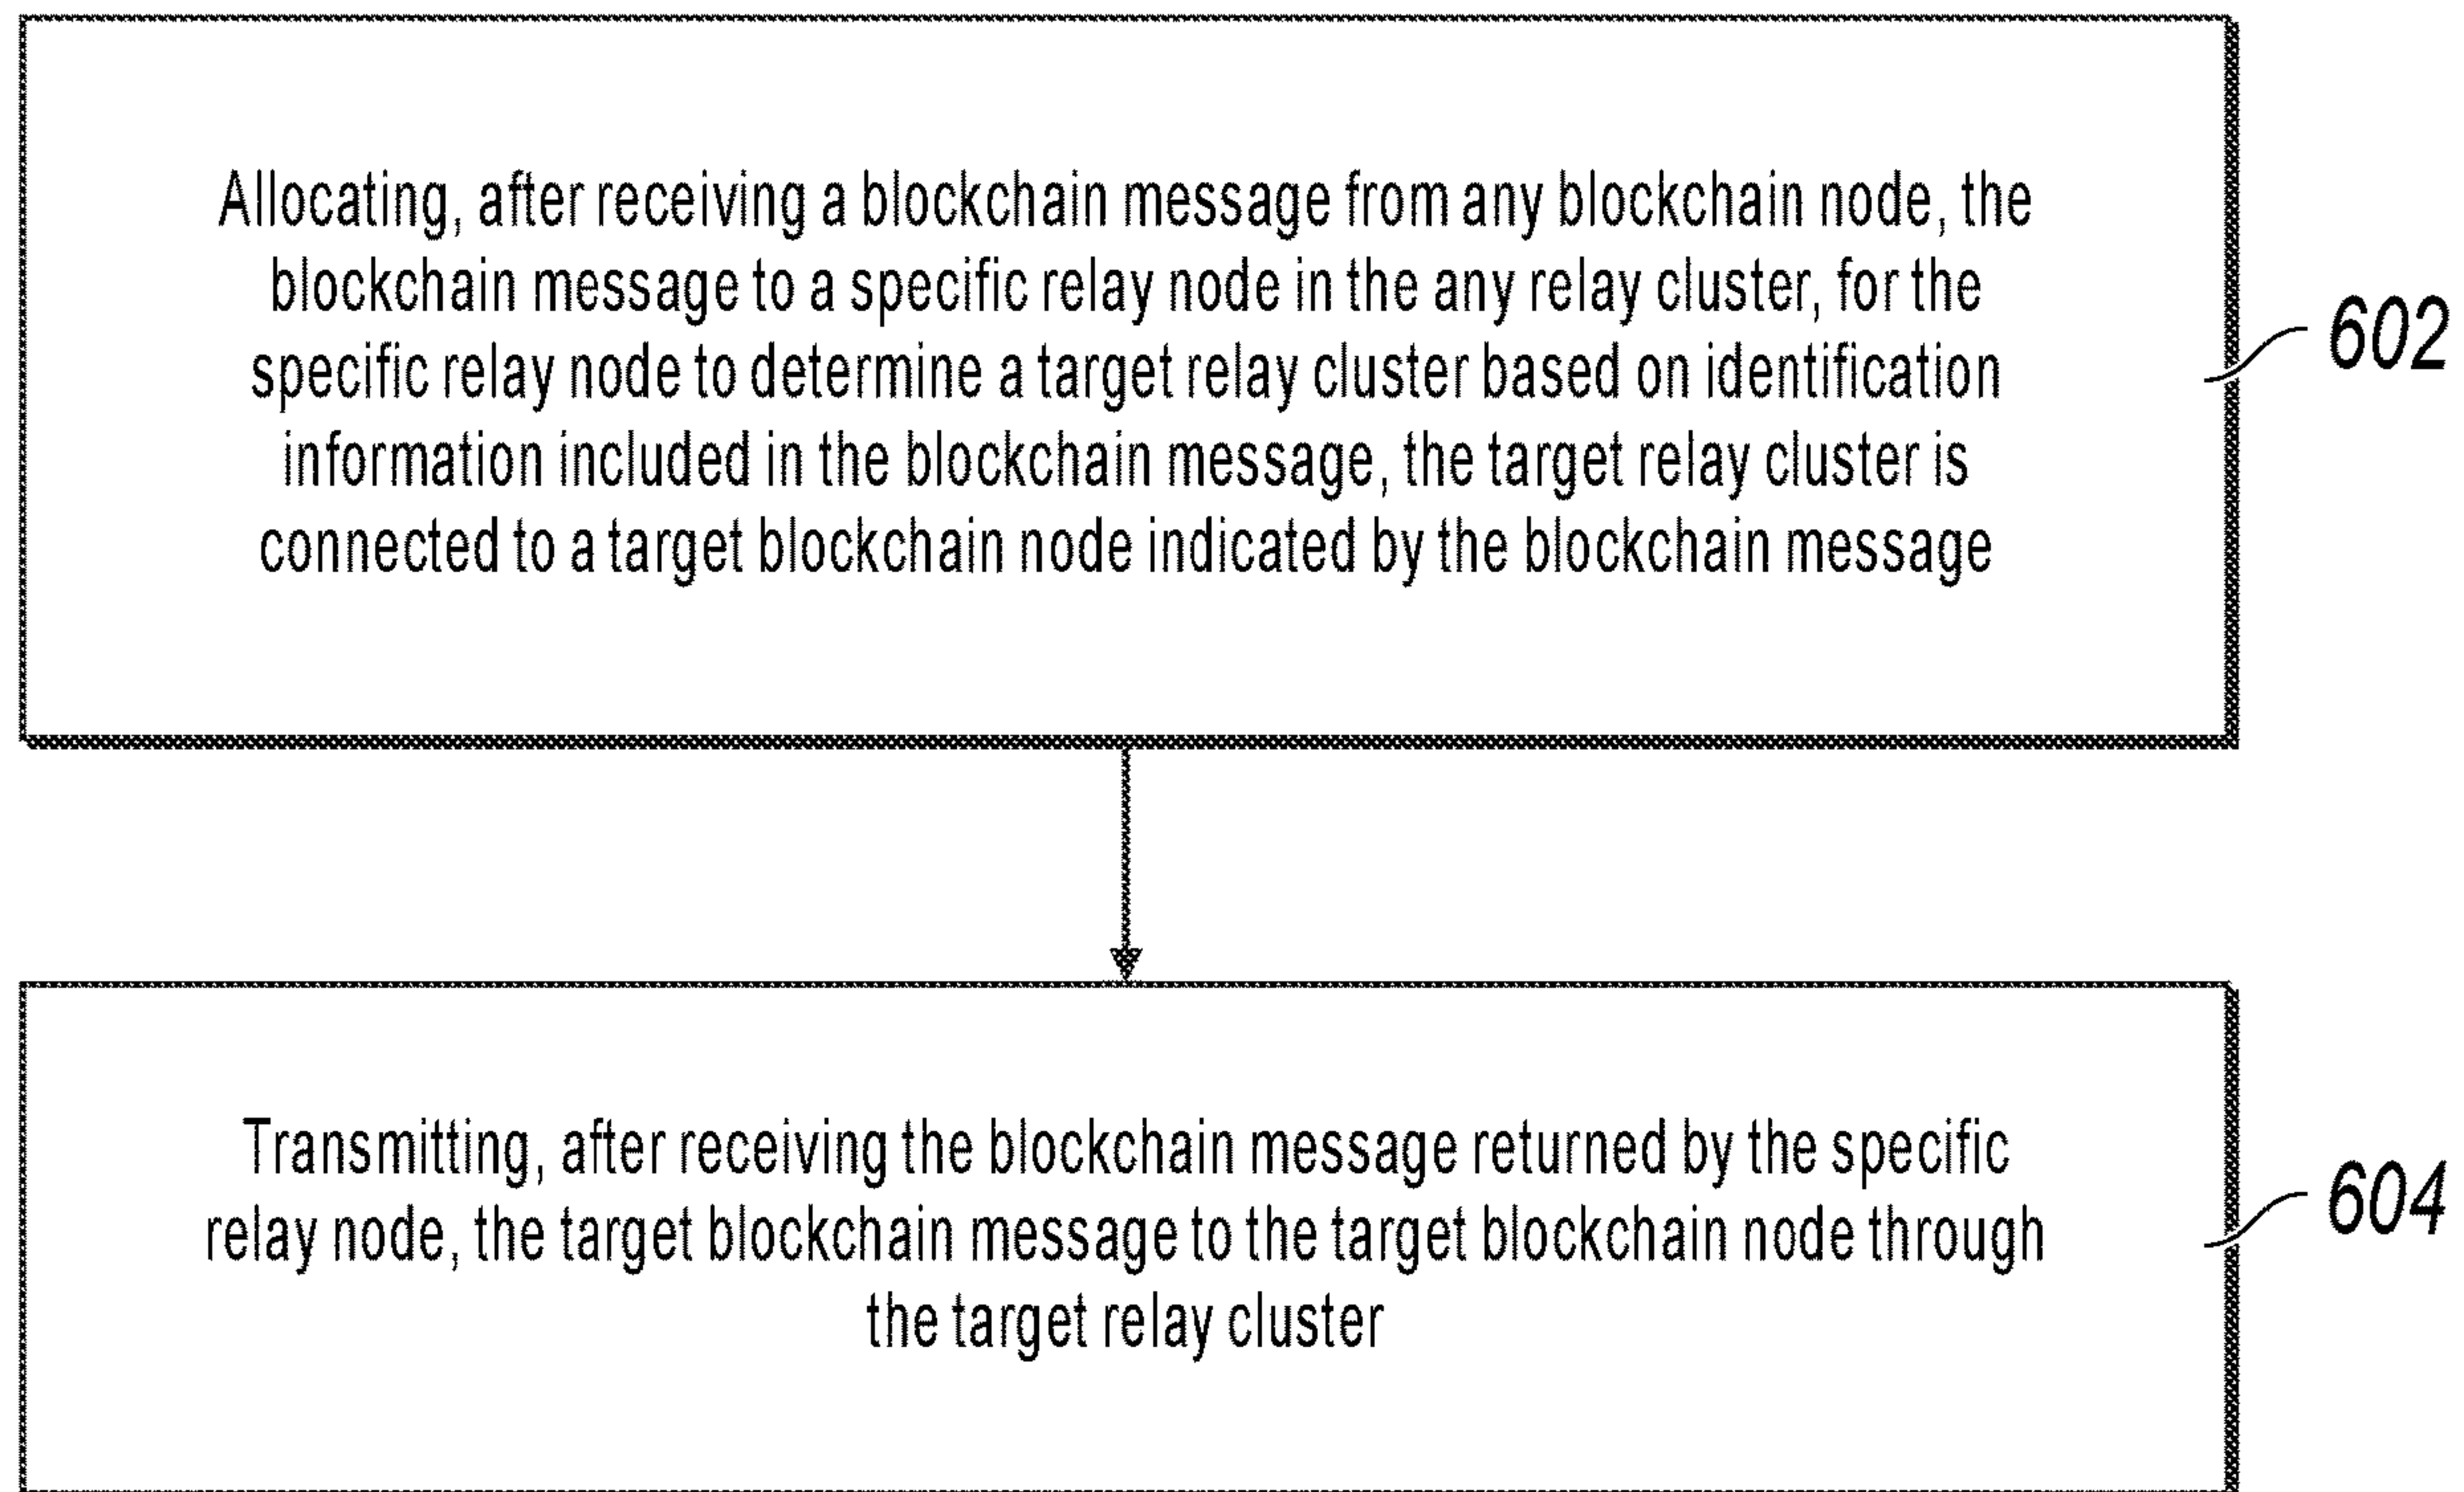 Allocating, after receiving a blockchain message from any blockchain node, the
blockchain message to a specific relay node in the any relay cluster, for the
specific relay node to determine a target relay cluster based on identification
information included in the blockchain message, the target relay cluster is
connected to a target blockchain node indicated by the blockchain message
602
Transmitting, after receiving the blockchain message returned by the specific
relay node, the target blockchain message to the target blockchain node through
the target relay cluster
604